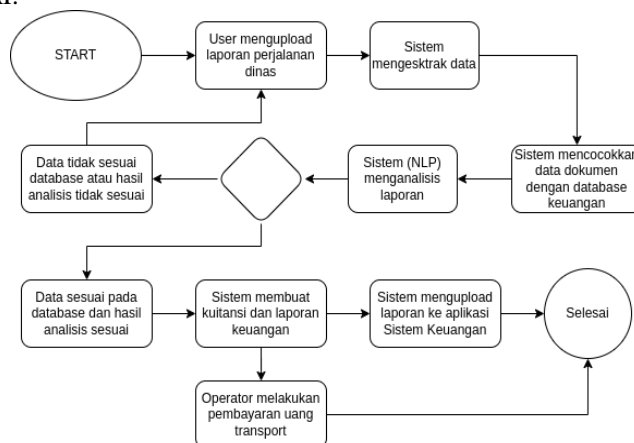 START
User mengupload
laporan perjalanan
dinas
Sistem
mengesktrak data
Data tidak sesuai
database atau hasil
analisis tidak sesuai
Sistem (NLP)
menganalisis
laporan
Sistem mencocokkan
data dokumen
dengan database
keuangan
Data sesuai pada
database dan hasil
analisis sesuai
Sistem membuat
kuitansi dan laporan
keuangan
Sistem mengupload
laporan ke aplikasi
Sistem Keuangan
Selesai
Operator melakukan
pembayaran uang
transport